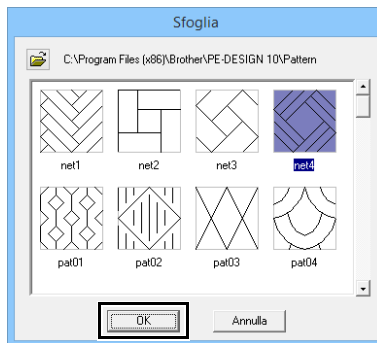 Sfoglia
C:\Program Files (x86)\Brother\PE-DESIGN 10\Pattern
net1 net2 net3 net4
pat01 pat02 pat03 pat04
OK Annulla